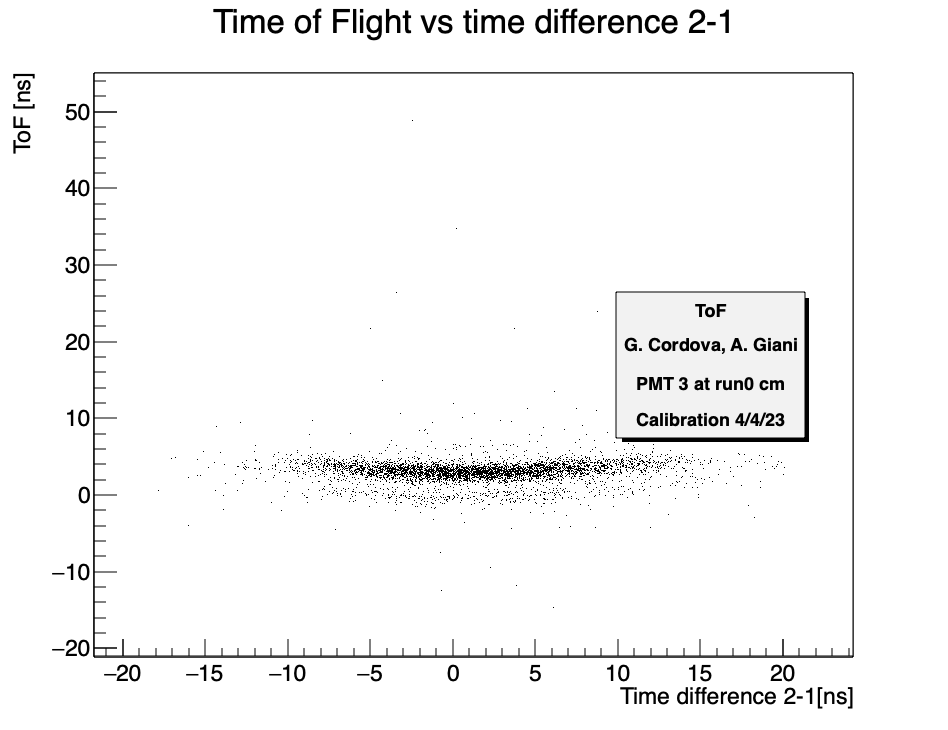 Time of Flight vs time difference 2-1
ToF [ns]
50
40
30
20
10
0
−10
−20
ToF
G. Cordova, A. Giani
PMT 3 at run0 cm
Calibration 4/4/23
−20 −15 −10 −5 0 5 10 15 20
Time difference 2-1[ns]